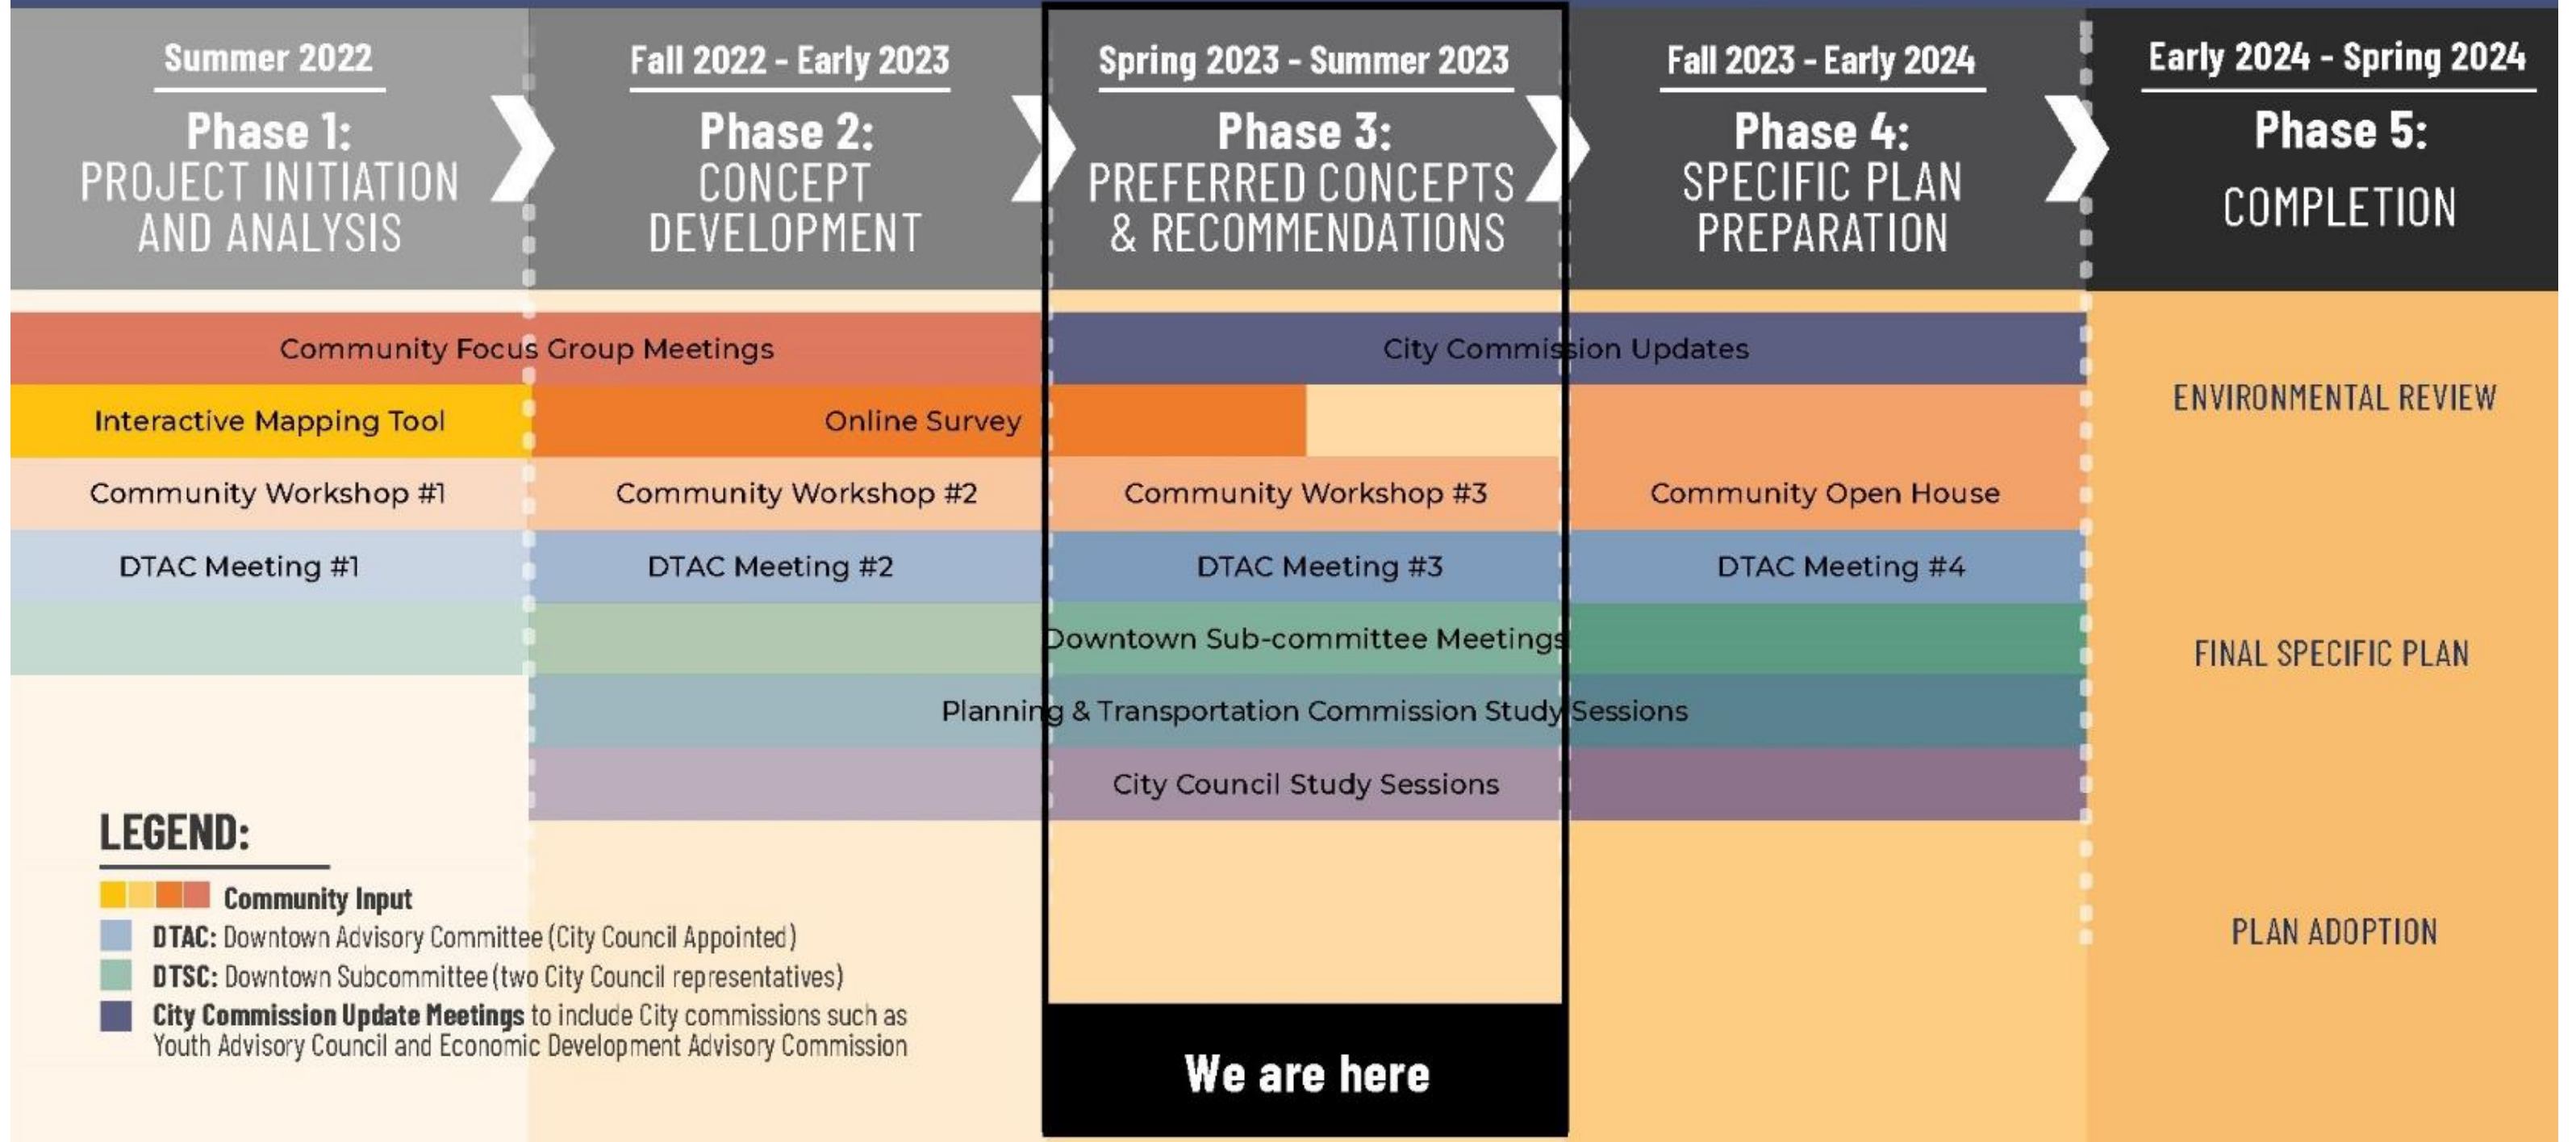 Summer 2022
Phase 1:
PROJECT INITIATION
AND ANALYSIS
Fall 2022 - Early 2023
Phase 2:
CONCEPT
DEVELOPMENT
Spring 2023 - Summer 2023
Phase 3:
PREFERRED CONCEPTS
& RECOMMENDATIONS
Fall 2023 - Early 2024
Phase 4:
SPECIFIC PLAN
PREPARATION
Early 2024 - Spring 2024
Phase 5:
COMPLETION
Community Focus Group Meetings
City Commission Updates
Interactive Mapping Tool
Online Survey
Community Workshop #1
Community Workshop #2
Community Workshop #3
Community Open House
DTAC Meeting #1
DTAC Meeting #2
DTAC Meeting #3
DTAC Meeting #4
Downtown Sub-committee Meetings
Planning & Transportation Commission Study Sessions
City Council Study Sessions
ENVIRONMENTAL REVIEW
FINAL SPECIFIC PLAN
PLAN ADOPTION
LEGEND:
Community Input
DTAC: Downtown Advisory Committee (City Council Appointed)
DTSC: Downtown Subcommittee (two City Council representatives)
City Commission Update Meetings to include City commissions such as
Youth Advisory Council and Economic Development Advisory Commission
We are here